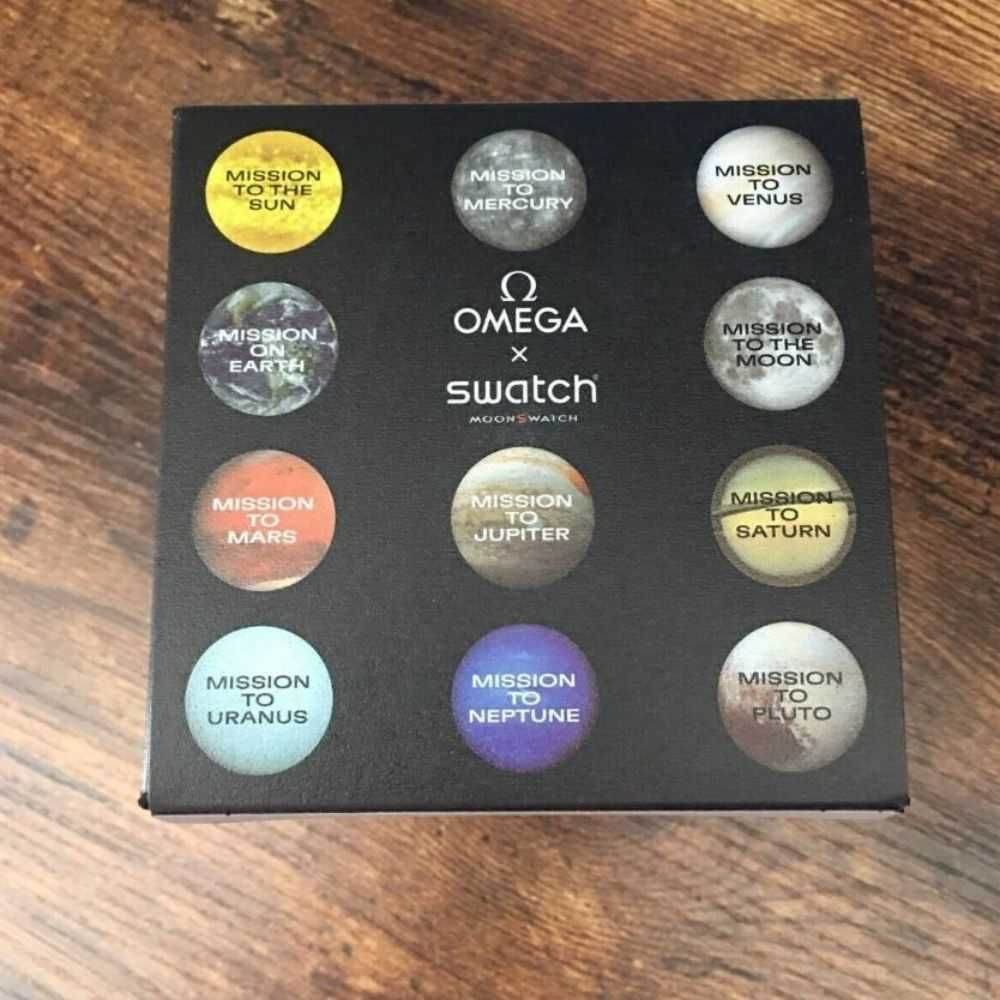 MISSION
TO THE
SUN
MISSION
TO
MERCURY
MISSION
TO
VENUS
MISSION
ON
EARTH
Ω
OMEGA
×
swatch
MOONSWATCH
MISSION
TO THE
MOON
MISSION
TO
MARS
MISSION
TO
JUPITER
MISSION
TO
SATURN
MISSION
TO
URANUS
MISSION
TO
NEPTUNE
MISSION
TO
PLUTO